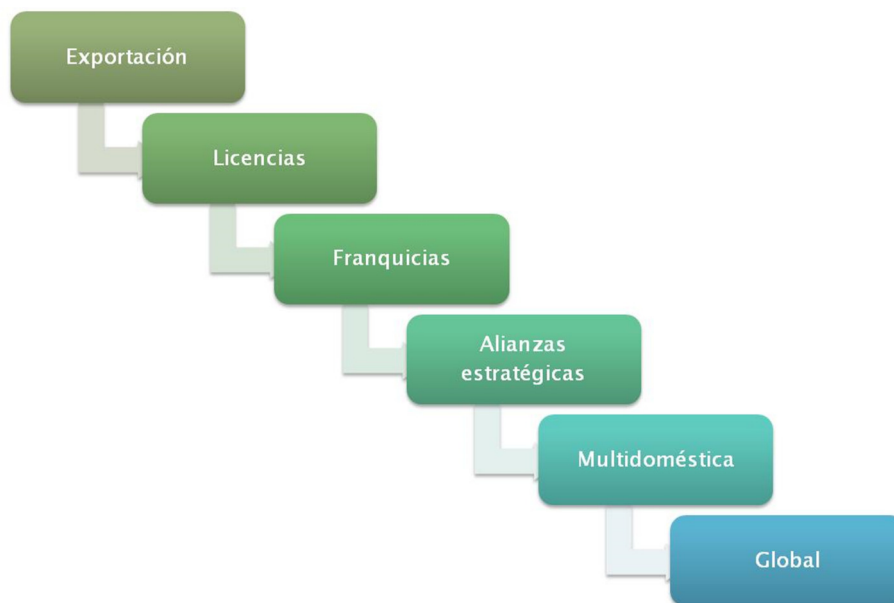 Exportación
Licencias
Franquicias
Alianzas
estratégicas
Multidoméstica
Global